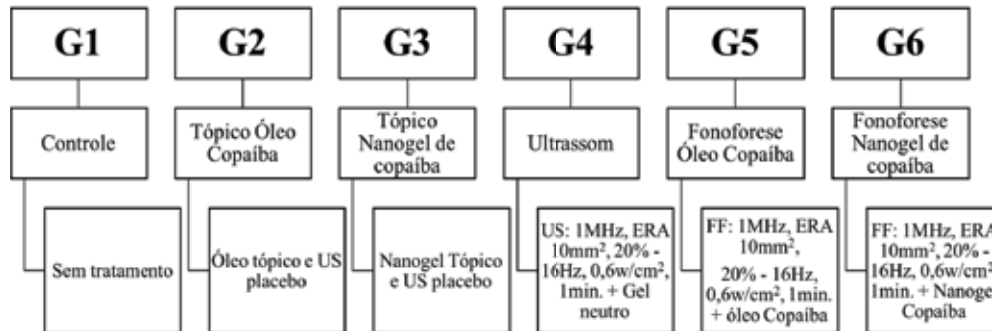 G1
G2
G3
G4
G5
G6
Controle
Tópico Óleo
Copaíba
Tópico
Nanogel de
copaíba
Ultrassom
Fonoforese
Óleo Copaíba
Fonoforese
Nanogel de
copaíba
Sem tratamento
Óleo tópico e US
placebo
Nanogel Tópico
e US placebo
US: 1MHz, ERA
10mm², 20% -
16Hz, 0,6w/cm²,
1min. + Gel
neutro
FF: 1MHz, ERA
10mm²,
20% - 16Hz,
0,6w/cm², 1min.
+ óleo Copaíba
FF: 1MHz, ERA
10mm², 20% -
16Hz, 0,6w/cm²,
1min. + Nanogel
Copaíba